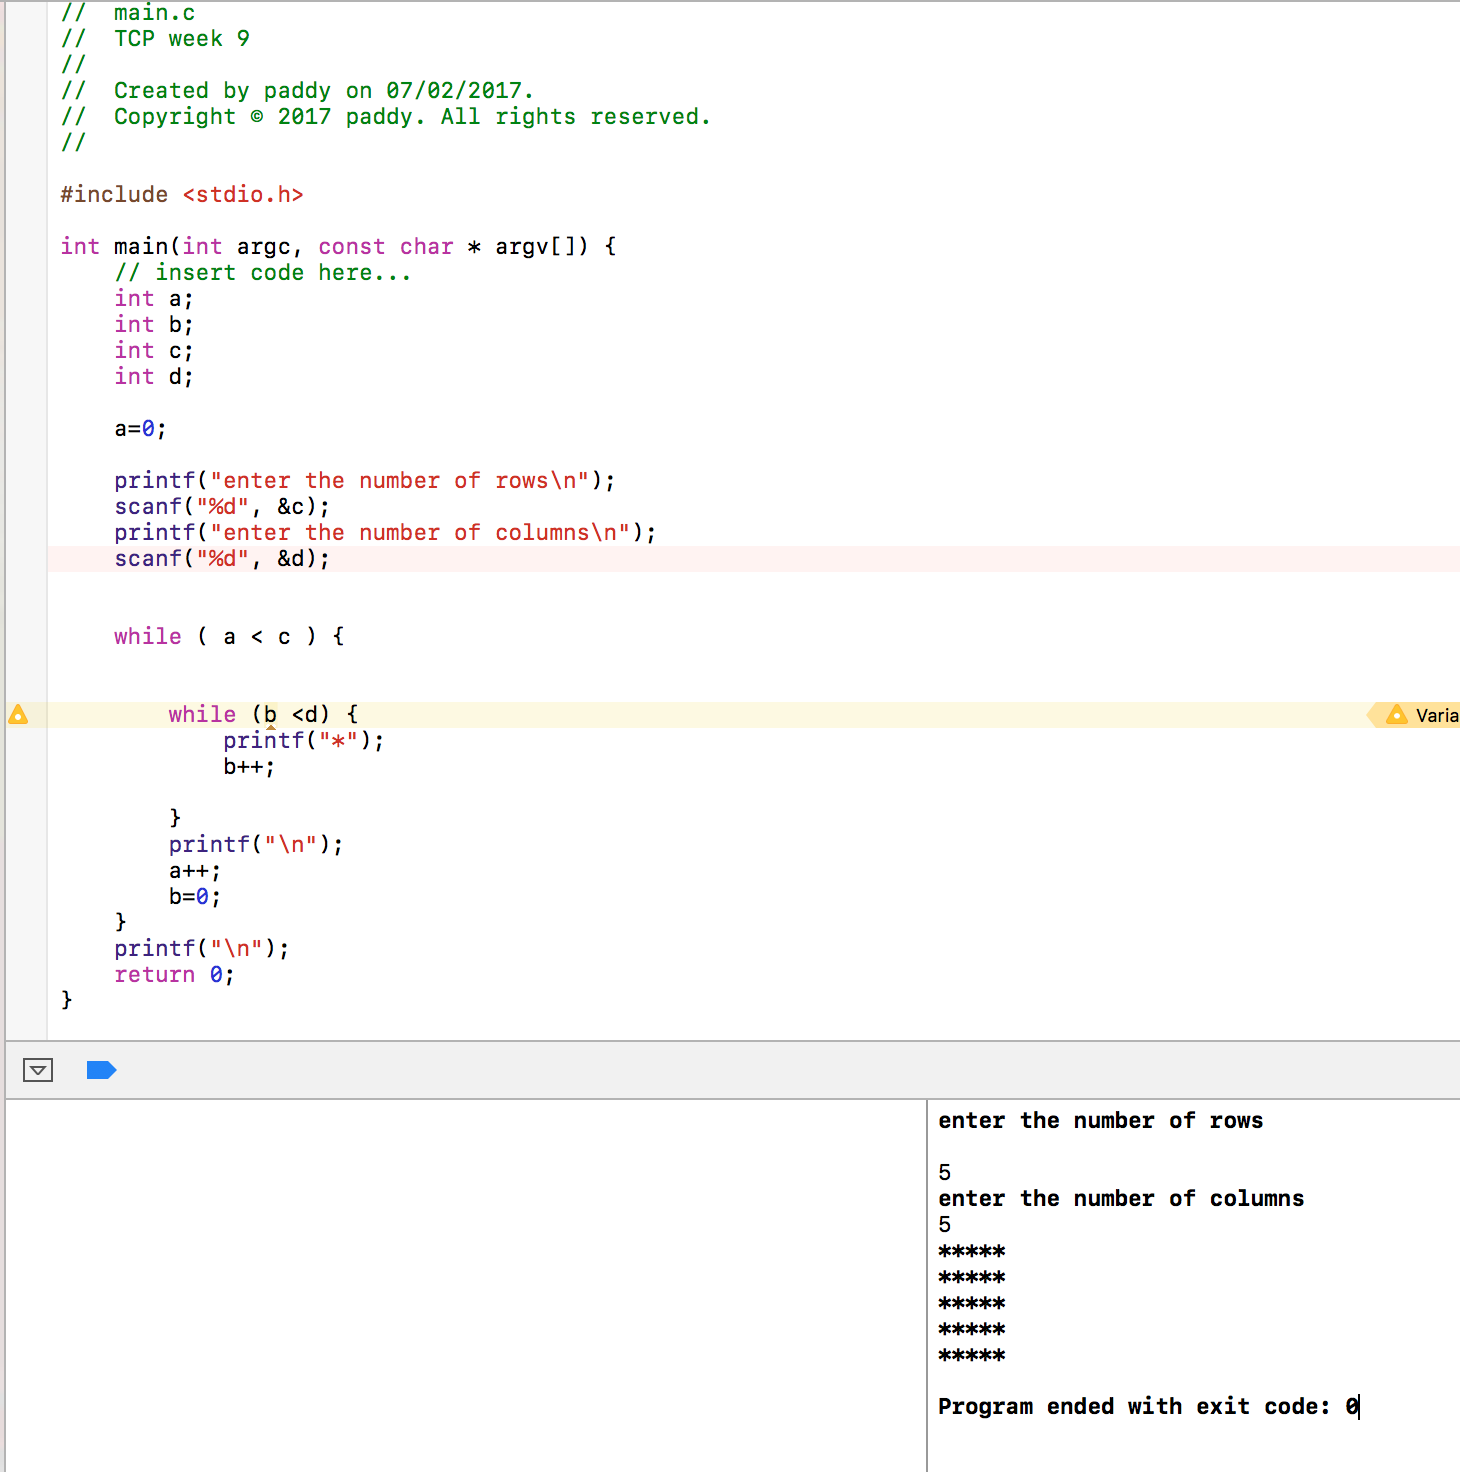 //  main.c
//  TCP week 9
//
//  Created by paddy on 07/02/2017.
//  Copyright © 2017 paddy. All rights reserved.
//
#include <stdio.h>
int main(int argc, const char * argv[]) {
    // insert code here...
    int a;
    int b;
    int c;
    int d;
    a=0;
    printf("enter the number of rows\n");
    scanf("%d", &c);
    printf("enter the number of columns\n");
    scanf("%d", &d);
    while ( a < c ) {
        while (b <d) {
Varia
            printf("*");
            b++;
        }
        printf("\n");
        a++;
        b=0;
    }
    printf("\n");
    return 0;
}
enter the number of rows
5
enter the number of columns
5
*****
*****
*****
*****
*****
Program ended with exit code: 0